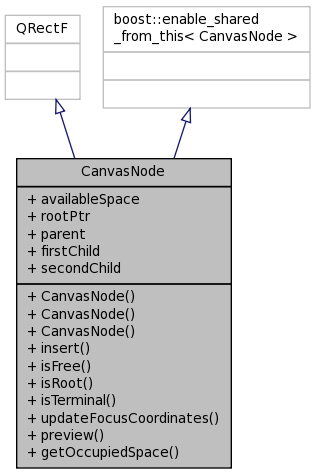 QRectF
boost::enable_shared
_from_this< CanvasNode >
CanvasNode
+ availableSpace
+ rootPtr
+ parent
+ firstChild
+ secondChild
+ CanvasNode()
+ CanvasNode()
+ CanvasNode()
+ insert()
+ isFree()
+ isRoot()
+ isTerminal()
+ updateFocusCoordinates()
+ preview()
+ getOccupiedSpace()